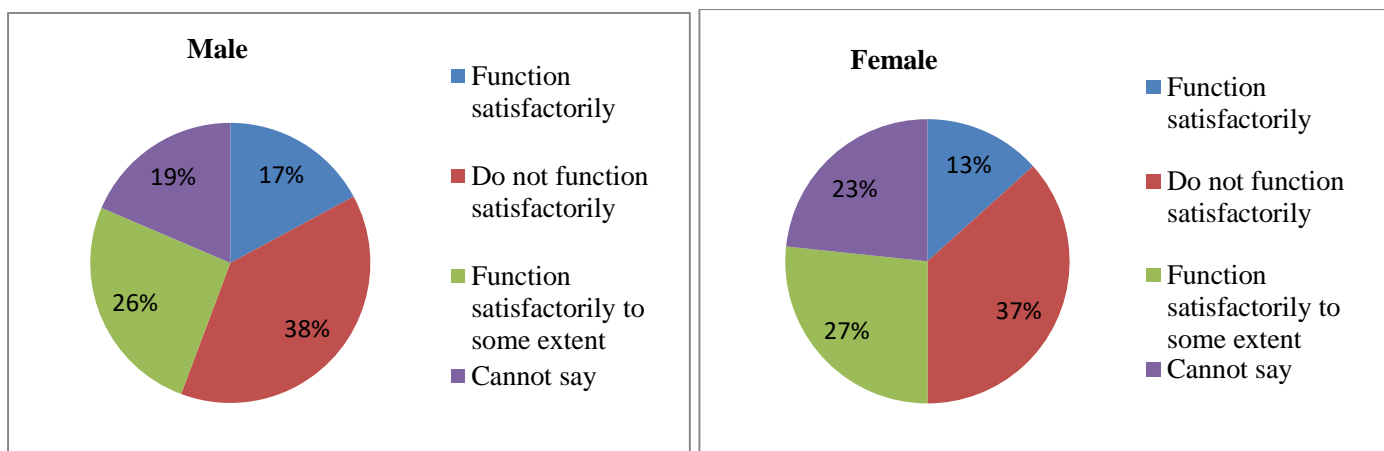 Male
Function
satisfactorily
Do not function
satisfactorily
Function
satisfactorily to
some extent
Cannot say
17%
38%
26%
19%
Female
Function
satisfactorily
Do not function
satisfactorily
Function
satisfactorily to
some extent
Cannot say
13%
37%
27%
23%